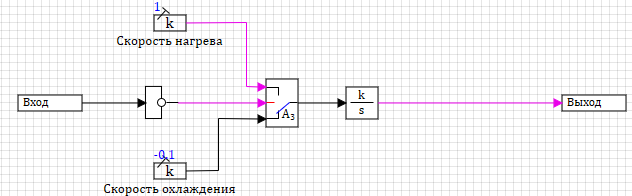 1
k
Скорость нагрева
Вход
A3
k
s
Выход
-0.1
k
Скорость охлаждения